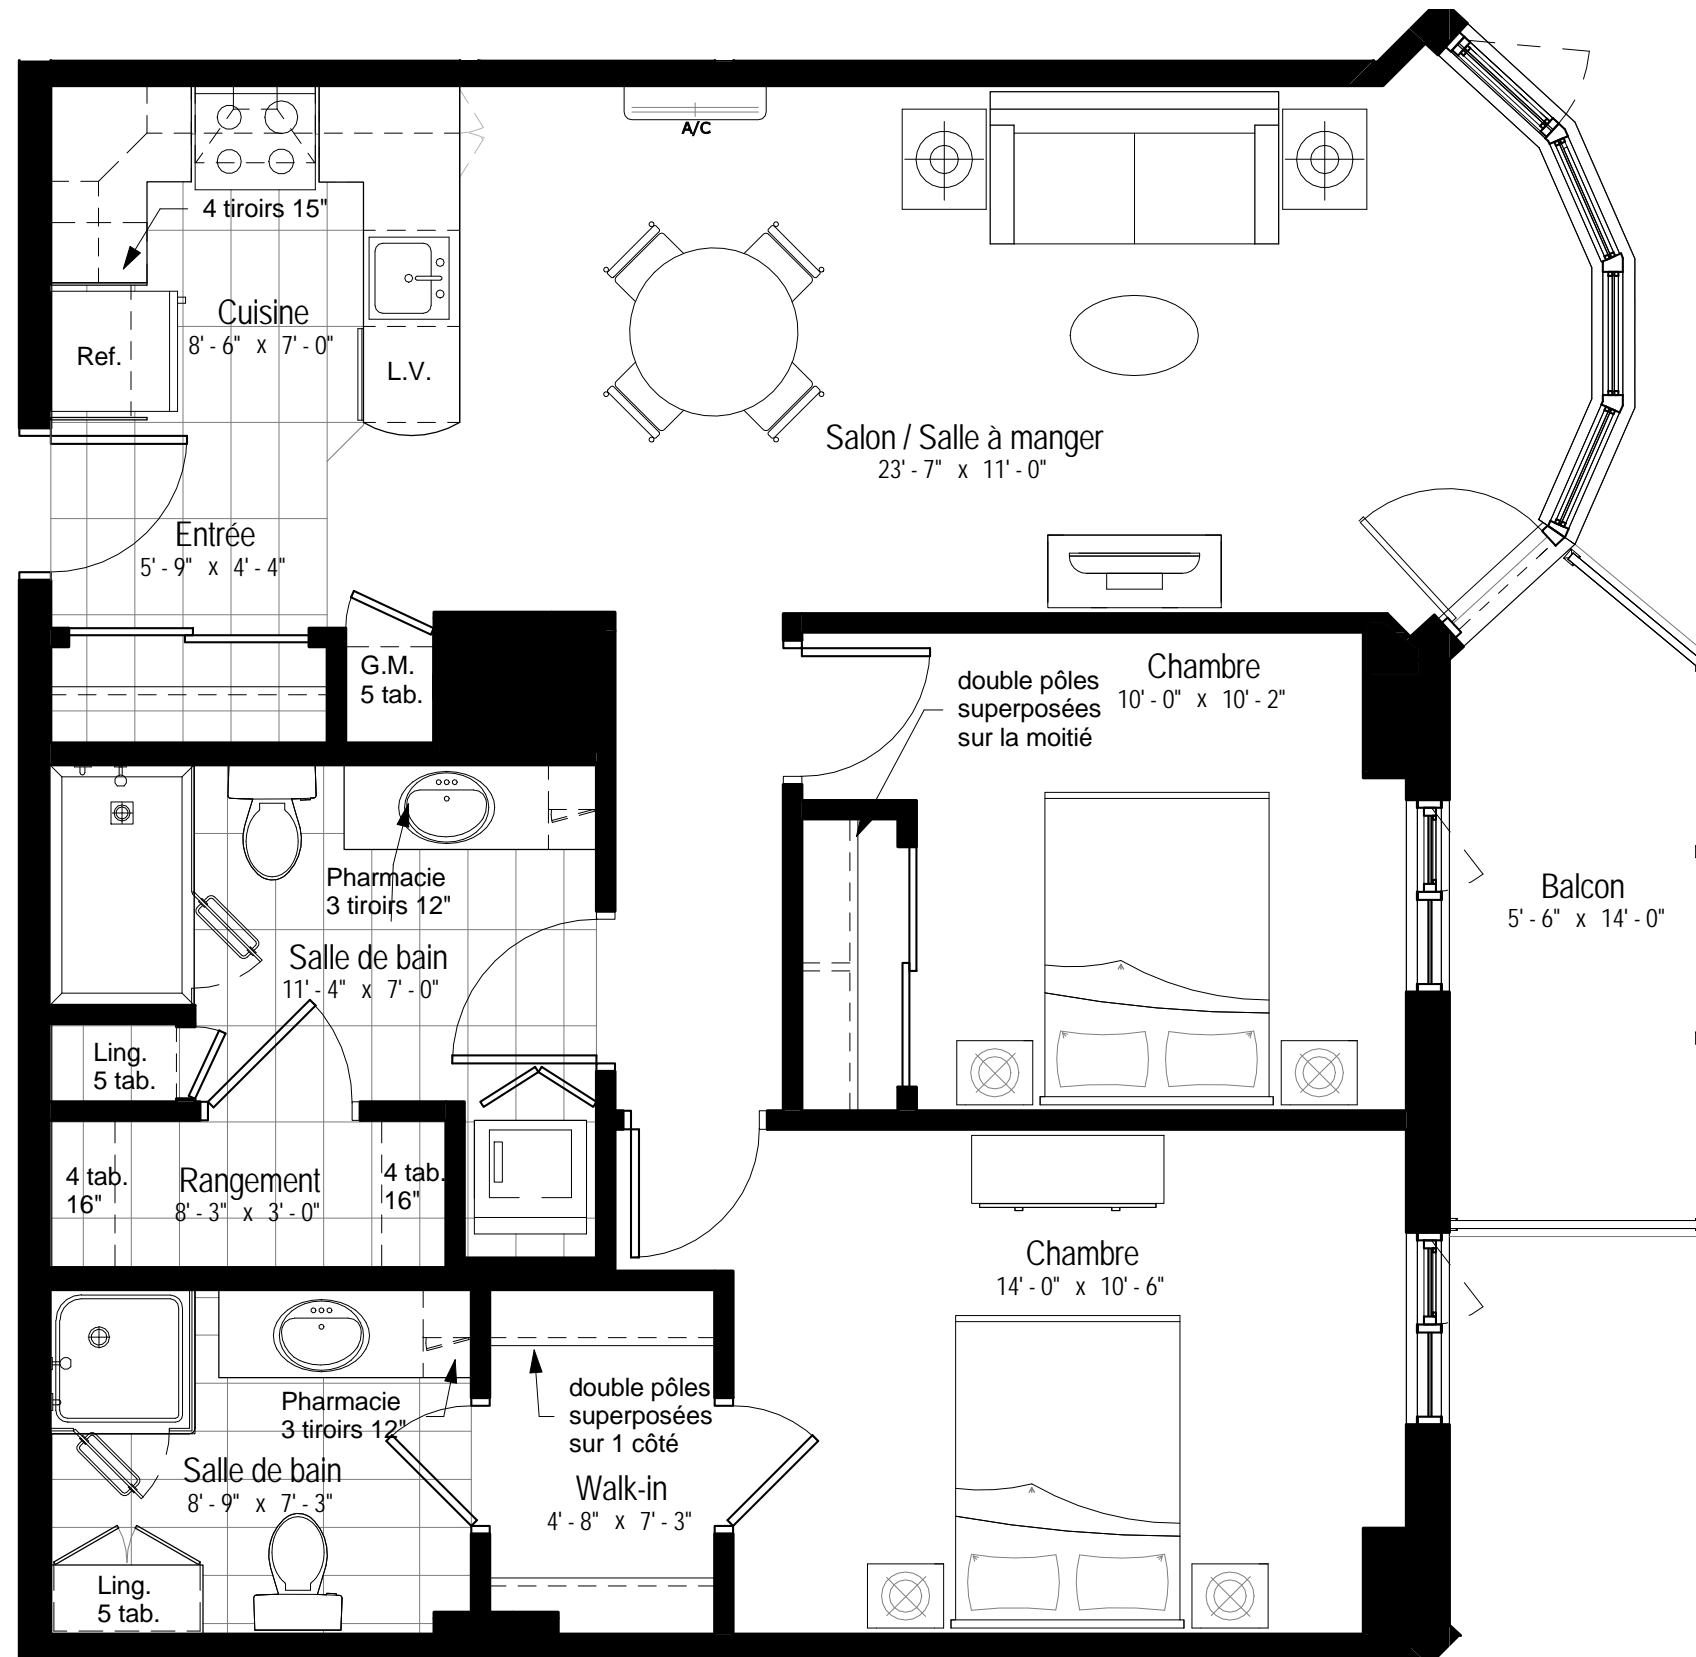 A/C
4 tiroirs 15"
Cuisine
8' - 6" x 7' - 0"
Ref.
L.V.
Salon / Salle à manger
23' - 7" x 11' - 0"
Entrée
5' - 9" x 4' - 4"
G.M.
5 tab.
double pôles
superposées
sur la moitié
Chambre
10' - 0" x 10' - 2"
Pharmacie
3 tiroirs 12"
Salle de bain
11' - 4" x 7' - 0"
Balcon
5' - 6" x 14' - 0"
Ling.
5 tab.
4 tab.
16"
Rangement
8' - 3" x 3' - 0"
4 tab.
16"
Chambre
14' - 0" x 10' - 6"
Pharmacie
3 tiroirs 12"
double pôles
superposées
sur 1 côté
Salle de bain
8' - 9" x 7' - 3"
Walk-in
4' - 8" x 7' - 3"
Ling.
5 tab.